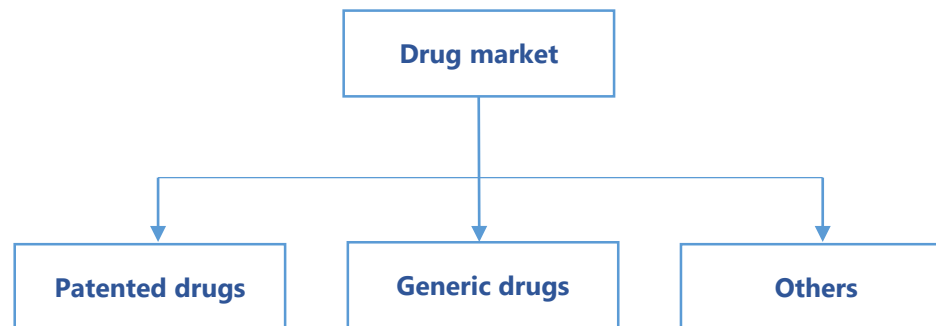 Drug market
Patented drugs
Generic drugs
Others